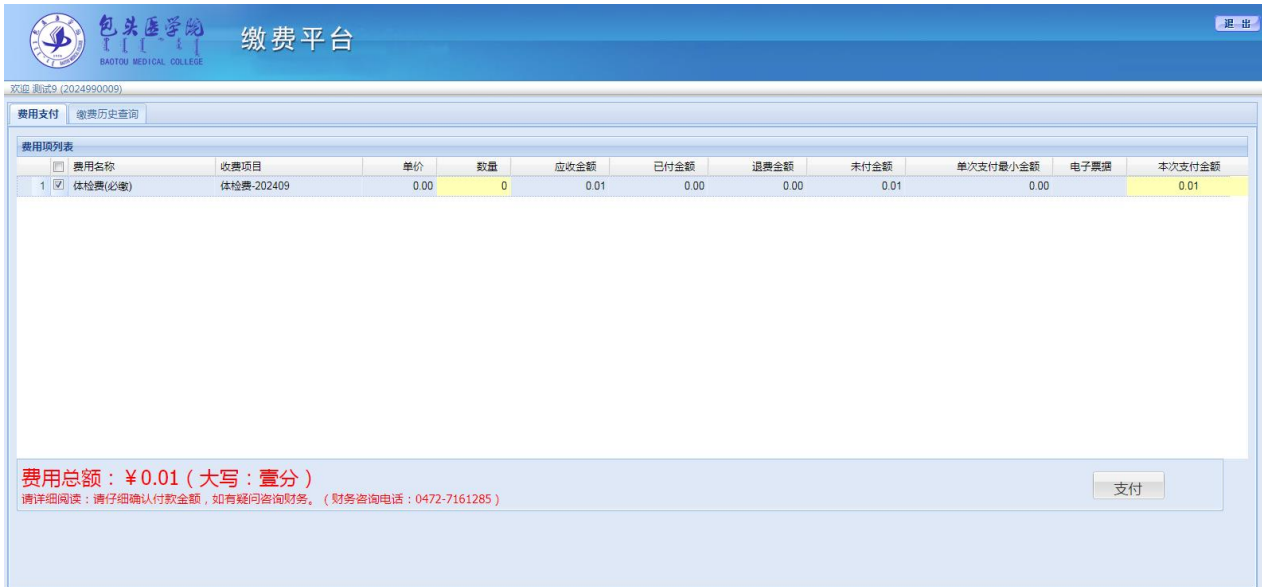 包头医学院
BAOTOU MEDICAL COLLEGE
缴费平台
退 出
欢迎 测试9 (2024990009)
费用支付 缴费历史查询
费用项列表
费用名称 收费项目 单价 数量 应收金额 已付金额 退费金额 未付金额 单次支付最小金额 电子票据 本次支付金额
1 体检费(必缴) 体检费-202409 0.00 0 0.01 0.00 0.00 0.01 0.00 0.01
费用总额：￥0.01（大写：壹分）
请详细阅读：请仔细确认付款金额，如有疑问咨询财务。（财务咨询电话：0472-7161285）
支付